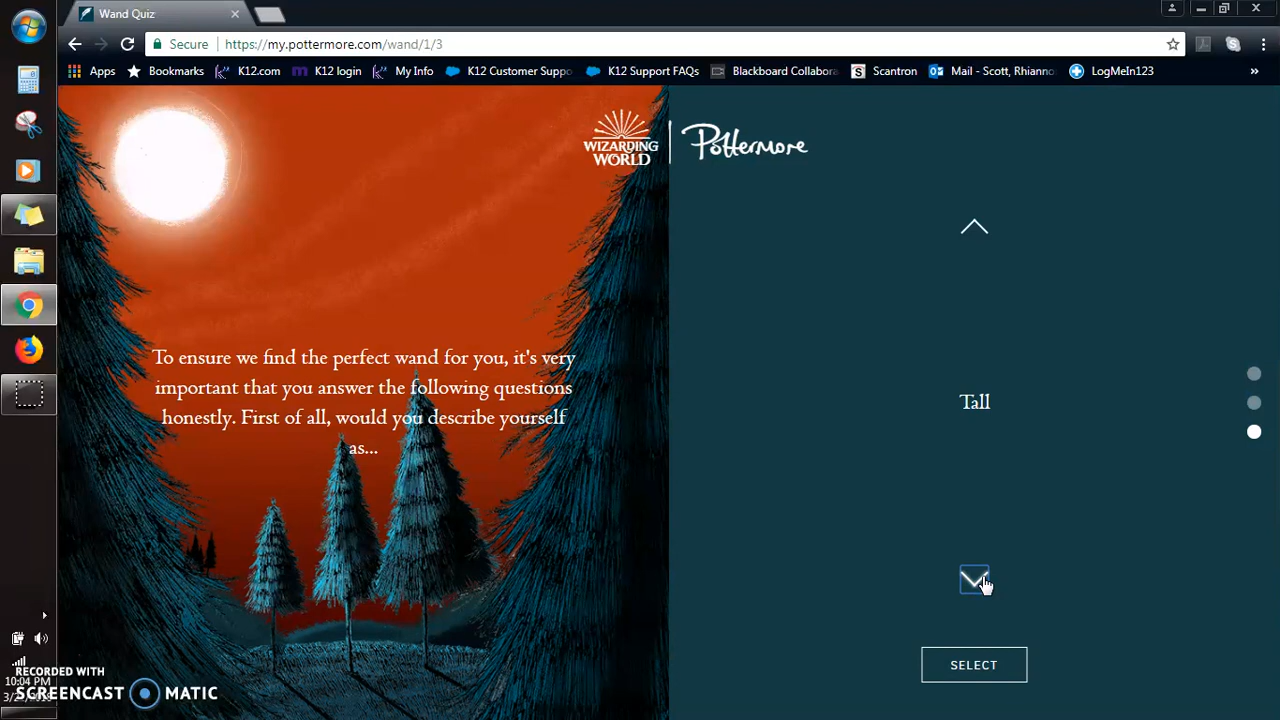 Wand Quiz
Secure https://my.pottermore.com/wand/1/3
Apps Bookmarks K12.com K12 login My Info K12 Customer Suppo K12 Support FAQs Blackboard Collabora Scantron Mail - Scott, Rhianno LogMeIn123 »
WIZARDING
WORLD
Pottermore
To ensure we find the perfect wand for you, it's very
important that you answer the following questions
honestly. First of all, would you describe yourself
as...
Tall
SELECT
10:04 PM
RECORDED WITH
SCREENCAST MATIC